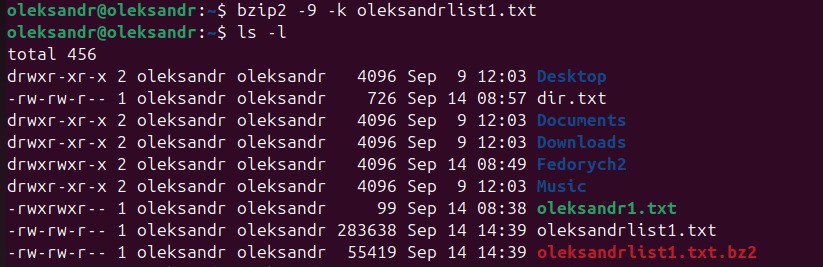 oleksandr@oleksandr:~$ bzip2 -9 -k oleksandrlist1.txt
oleksandr@oleksandr:~$ ls -l
total 456
drwxr-xr-x 2 oleksandr oleksandr   4096 Sep  9 12:03 Desktop
-rw-rw-r-- 1 oleksandr oleksandr    726 Sep 14 08:57 dir.txt
drwxr-xr-x 2 oleksandr oleksandr   4096 Sep  9 12:03 Documents
drwxr-xr-x 2 oleksandr oleksandr   4096 Sep  9 12:03 Downloads
drwxrwxr-x 2 oleksandr oleksandr   4096 Sep 14 08:49 Fedorych2
drwxr-xr-x 2 oleksandr oleksandr   4096 Sep  9 12:03 Music
-rwxrwxr-- 1 oleksandr oleksandr     99 Sep 14 08:38 oleksandr1.txt
-rw-rw-r-- 1 oleksandr oleksandr 283638 Sep 14 14:39 oleksandrlist1.txt
-rw-rw-r-- 1 oleksandr oleksandr  55419 Sep 14 14:39 oleksandrlist1.txt.bz2